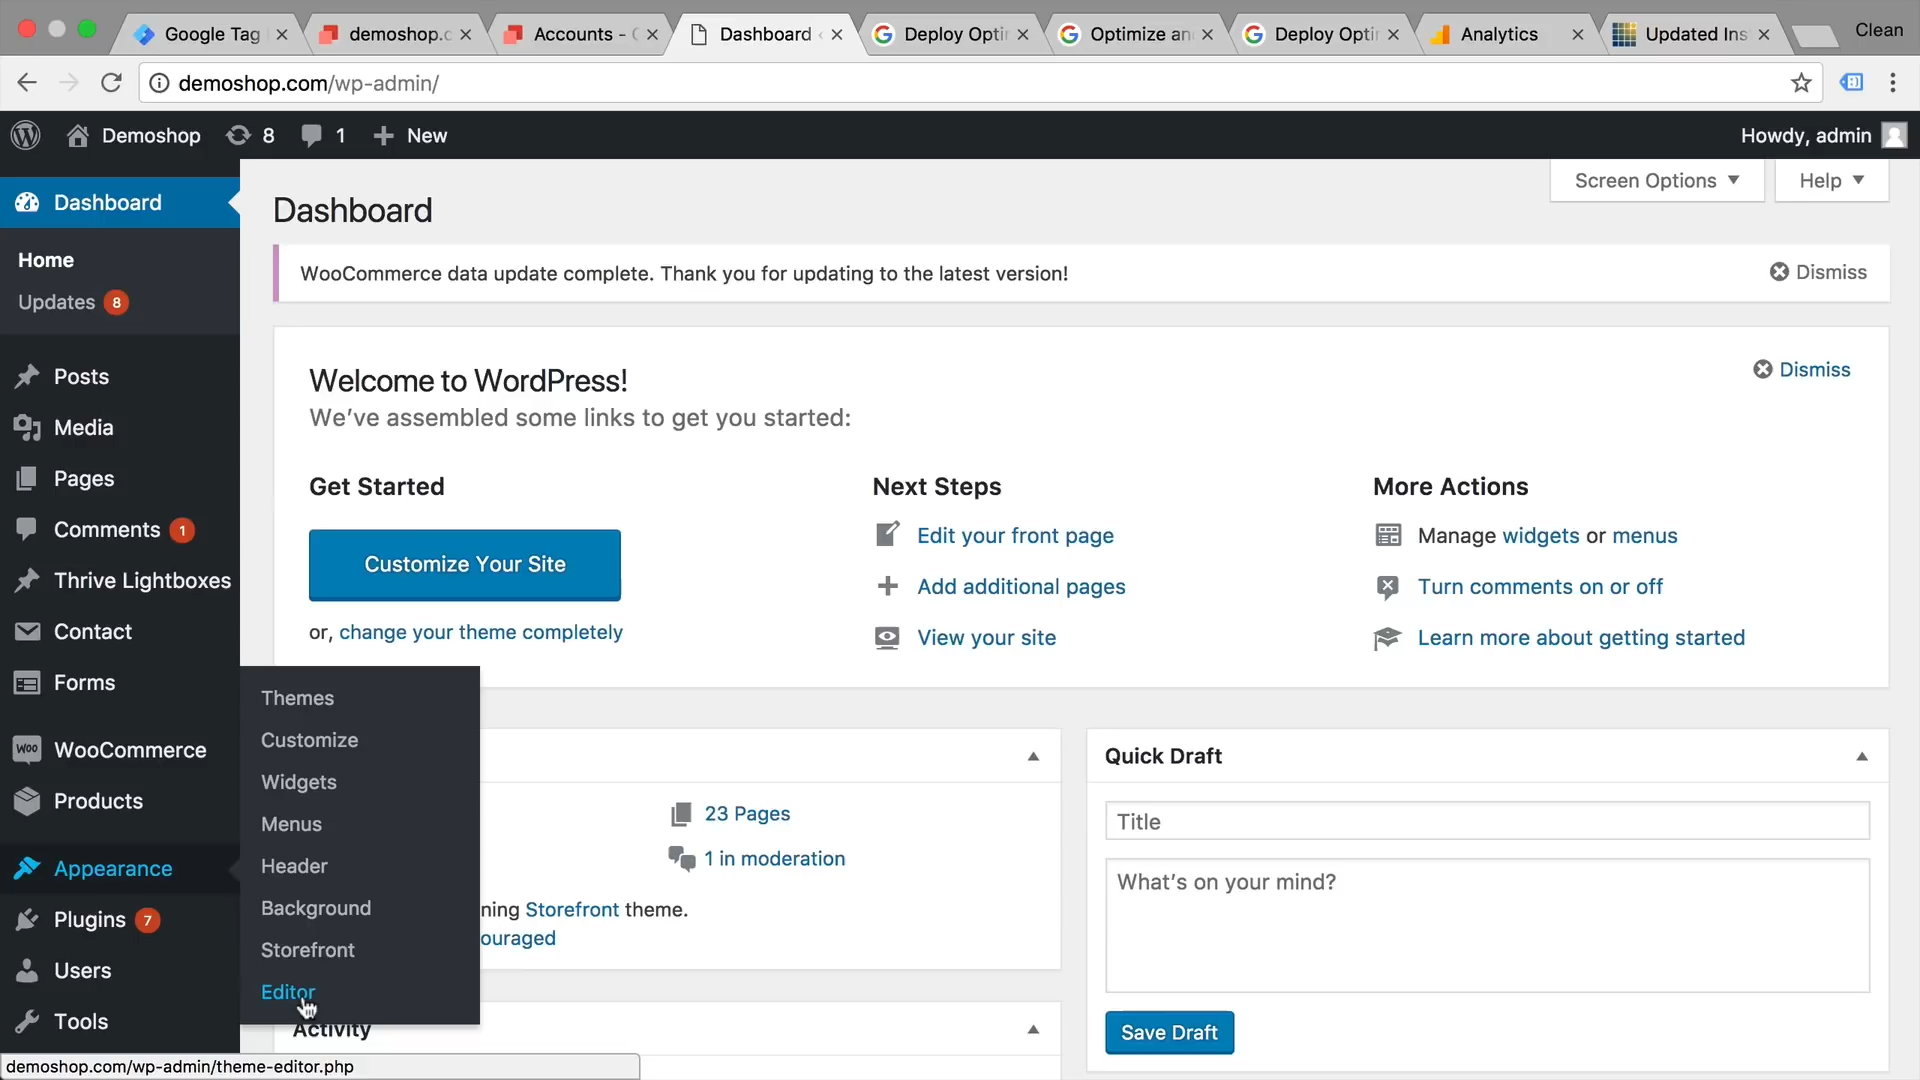 Google Tag
demoshop.c
Accounts - 
Dashboard
Deploy Opti
Optimize an
Deploy Opti
Analytics
Updated Ins
Clean
demoshop.com/wp-admin/
Demoshop
8
1
New
Howdy, admin
Dashboard
Home
Updates 8
Posts
Media
Pages
Comments 1
Thrive Lightboxes
Contact
Forms
WOO WooCommerce
Products
Appearance
Plugins 7
Users
Tools
Themes
Customize
Widgets
Menus
Header
Background
Storefront
Editor
Screen Options
Help
Dashboard
WooCommerce data update complete. Thank you for updating to the latest version!
Dismiss
Welcome to WordPress!
Dismiss
We've assembled some links to get you started:
Get Started
Customize Your Site
or, change your theme completely
Next Steps
Edit your front page
Add additional pages
View your site
More Actions
Manage widgets or menus
Turn comments on or off
Learn more about getting started
23 Pages
1 in moderation
ning Storefront theme.
ouraged
Activity
Quick Draft
Title
What's on your mind?
Save Draft
demoshop.com/wp-admin/theme-editor.php